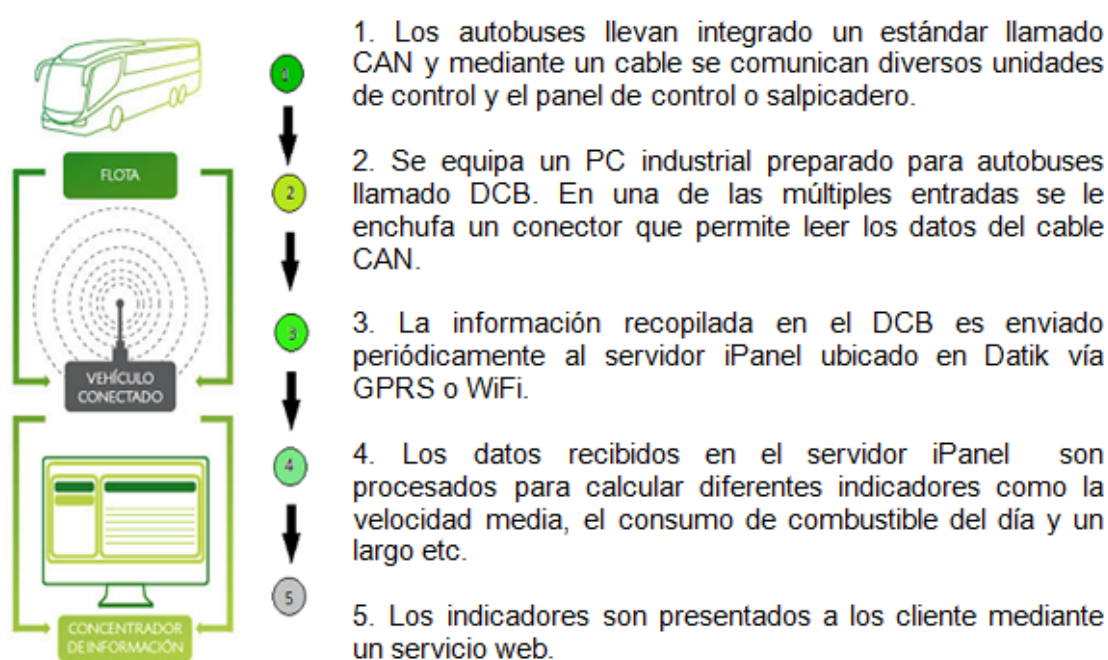 1. Los autobuses llevan integrado un estándar llamado
CAN y mediante un cable se comunican diversos unidades
de control y el panel de control o salpicadero.
2. Se equipa un PC industrial preparado para autobuses
llamado DCB. En una de las múltiples entradas se le
enchufa un conector que permite leer los datos del cable
CAN.
3. La información recopilada en el DCB es enviado
periódicamente al servidor iPanel ubicado en Datik vía
GPRS o WiFi.
4. Los datos recibidos en el servidor iPanel son
procesados para calcular diferentes indicadores como la
velocidad media, el consumo de combustible del día y un
largo etc.
5. Los indicadores son presentados a los cliente mediante
un servicio web.
FLOTA
VEHÍCULO
CONECTADO
CONCENTRADOR
DE INFORMACIÓN
1
2
3
4
5